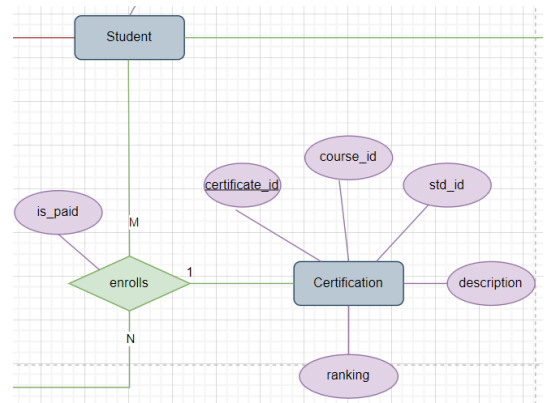 Student
course_id
certificate_id
std_id
is_paid
M
enrolls
1
Certification
description
N
ranking